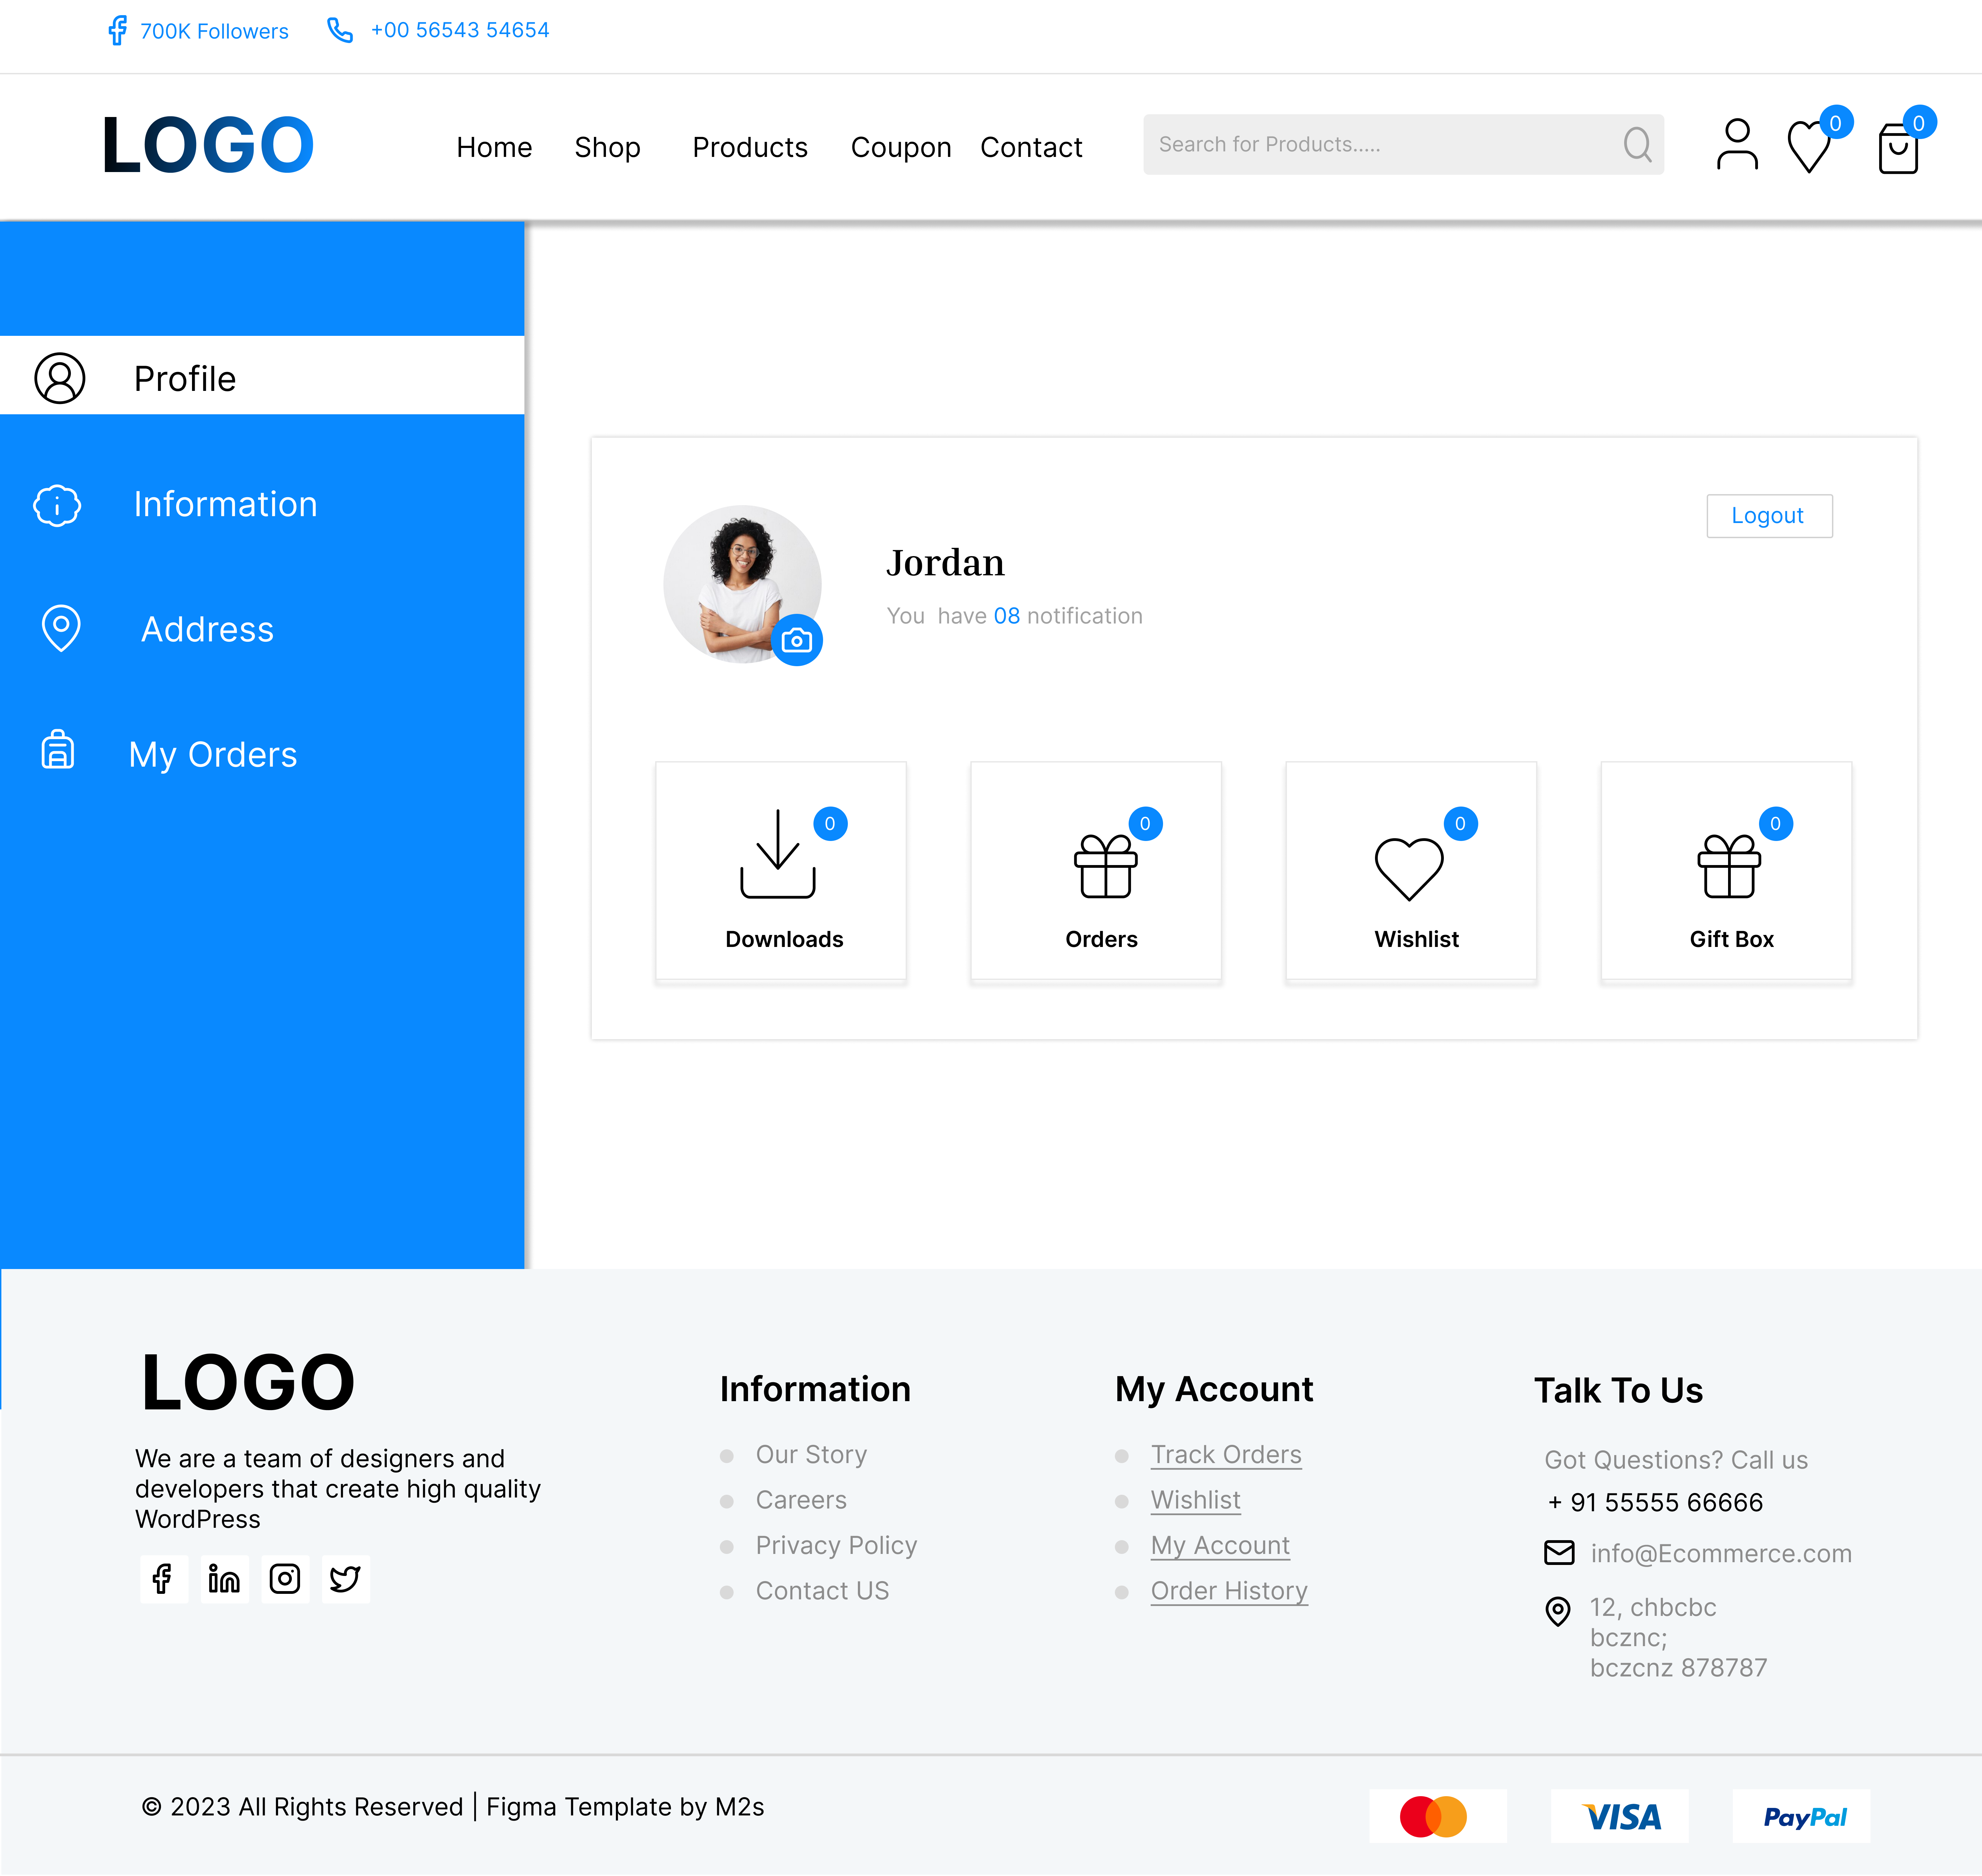 700K Followers
+00 56543 54654
LOGO
Home
Shop
Products
Coupon
Contact
Search for Products.....
0
0
Profile
Information
Address
My Orders
Logout
Jordan
You have 08 notification
0
Downloads
0
Orders
0
Wishlist
0
Gift Box
LOGO
We are a team of designers and
developers that create high quality
WordPress
Information
Our Story
Careers
Privacy Policy
Contact US
My Account
Track Orders
Wishlist
My Account
Order History
Talk To Us
Got Questions? Call us
+ 91 55555 66666
info@Ecommerce.com
12, chbcbc
bcznc;
bczcnz 878787
© 2023 All Rights Reserved | Figma Template by M2s
VISA
PayPal